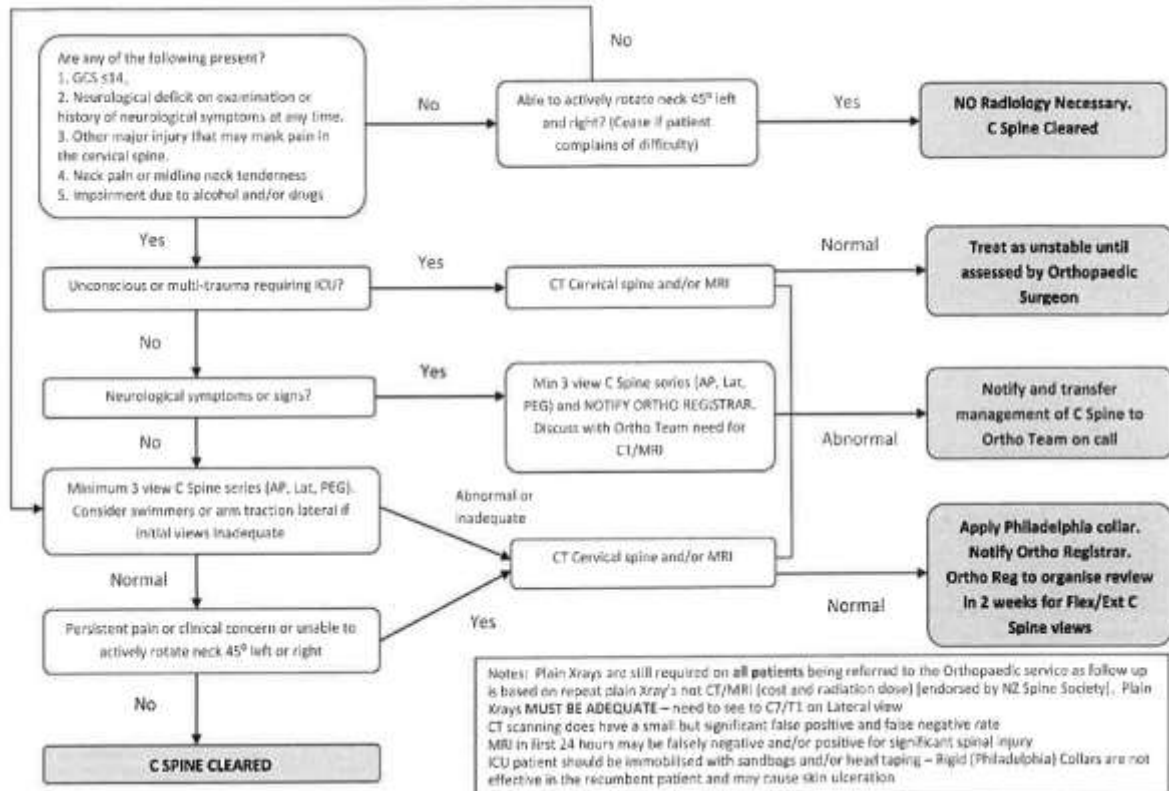 No
Are any of the following present?
1. GCS ≤14,
2. Neurological deficit on examination or
history of neurological symptoms at any time.
3. Other major injury that may mask pain in
the cervical spine.
4. Neck pain or midline neck tenderness
5. Impairment due to alcohol and/or drugs
No
Able to actively rotate neck 45° left
and right? (Cease if patient
complains of difficulty)
Yes
NO Radiology Necessary.
C Spine Cleared
Yes
Unconscious or multi-trauma requiring ICU?
Yes
CT Cervical spine and/or MRI
Normal
Treat as unstable until
assessed by Orthopaedic
Surgeon
No
Neurological symptoms or signs?
Yes
Min 3 view C Spine series (AP, Lat,
PEG) and NOTIFY ORTHO REGISTRAR.
Discuss with Ortho Team need for
CT/MRI
Abnormal
Notify and transfer
management of C Spine to
Ortho Team on call
No
Minimum 3 view C Spine series (AP, Lat, PEG).
Consider swimmers or arm traction lateral if
initial views inadequate
Abnormal or
inadequate
CT Cervical spine and/or MRI
Normal
Apply Philadelphia collar.
Notify Ortho Registrar.
Ortho Reg to organise review
in 2 weeks for Flex/Ext C
Spine views
Normal
Persistent pain or clinical concern or unable to
actively rotate neck 45° left or right
Yes
No
C SPINE CLEARED
Notes: Plain Xrays are still required on all patients being referred to the Orthopaedic service as follow up
is based on repeat plain Xray's not CT/MRI (cost and radiation dose) [endorsed by NZ Spine Society]. Plain
Xrays MUST BE ADEQUATE – need to see to C7/T1 on Lateral view
CT scanning does have a small but significant false positive and false negative rate
MRI in first 24 hours may be falsely negative and/or positive for significant spinal injury
ICU patient should be immobilised with sandbags and/or head taping – Rigid (Philadelphia) Collars are not
effective in the recumbent patient and may cause skin ulceration